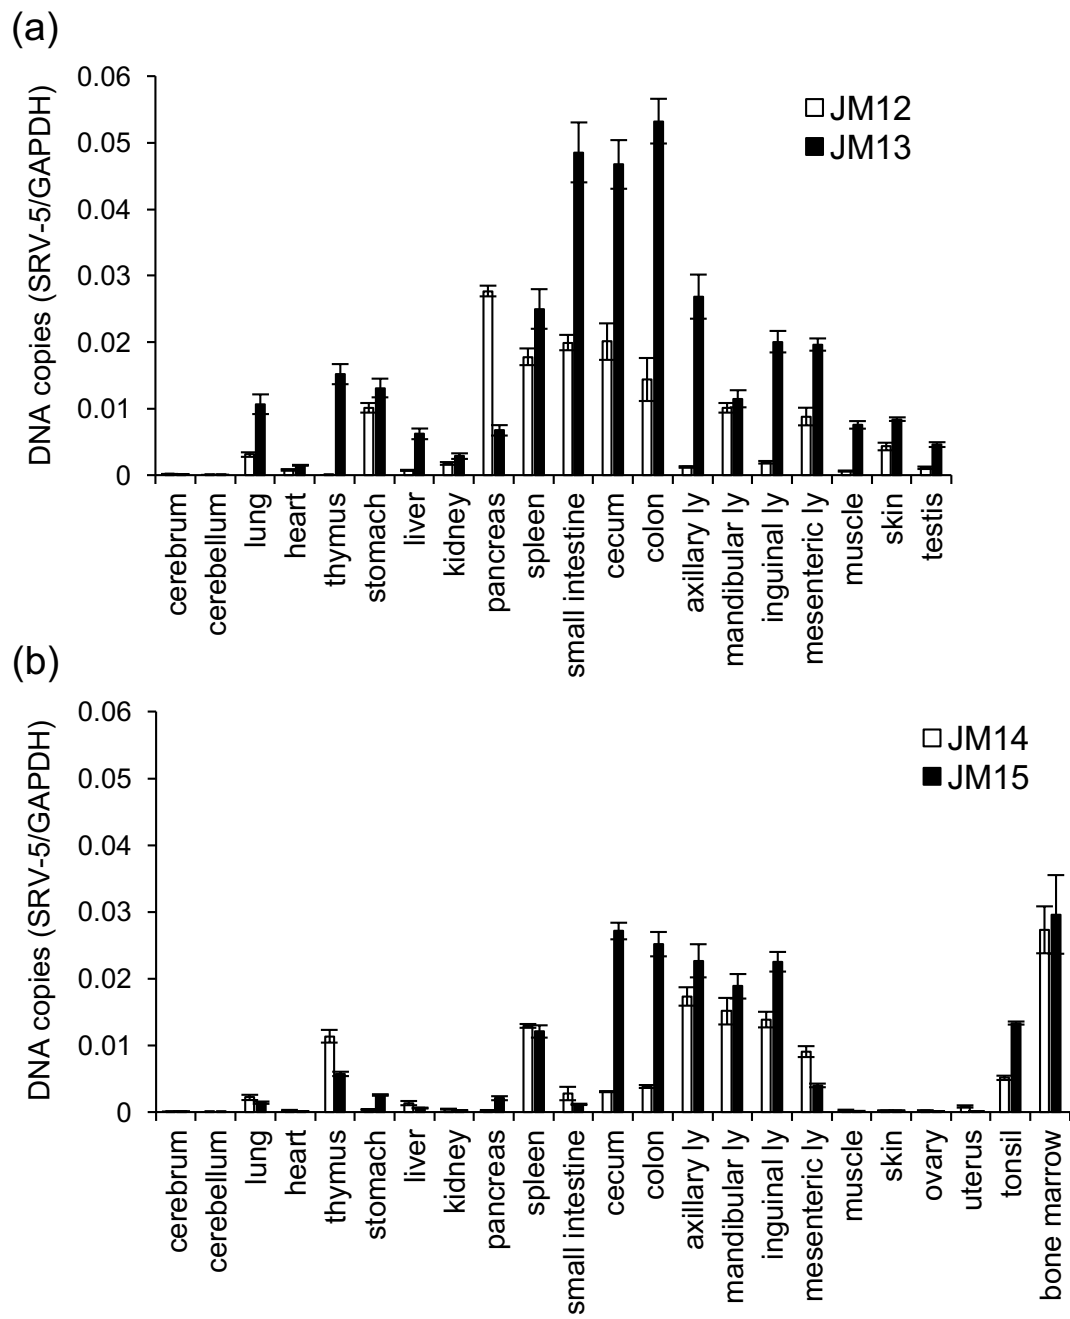 (a)
DNA copies (SRV-5/GAPDH)
0.06
0.05
0.04
0.03
0.02
0.01
0
JM12
JM13
cerebrum
cerebellum
lung
heart
thymus
stomach
liver
kidney
pancreas
spleen
small intestine
cecum
colon
axillary ly
mandibular ly
inguinal ly
mesenteric ly
muscle
skin
testis
(b)
DNA copies (SRV-5/GAPDH)
0.06
0.05
0.04
0.03
0.02
0.01
0
JM14
JM15
cerebrum
cerebellum
lung
heart
thymus
stomach
liver
kidney
pancreas
spleen
small intestine
cecum
colon
axillary ly
mandibular ly
inguinal ly
mesenteric ly
muscle
skin
ovary
uterus
tonsil
bone marrow